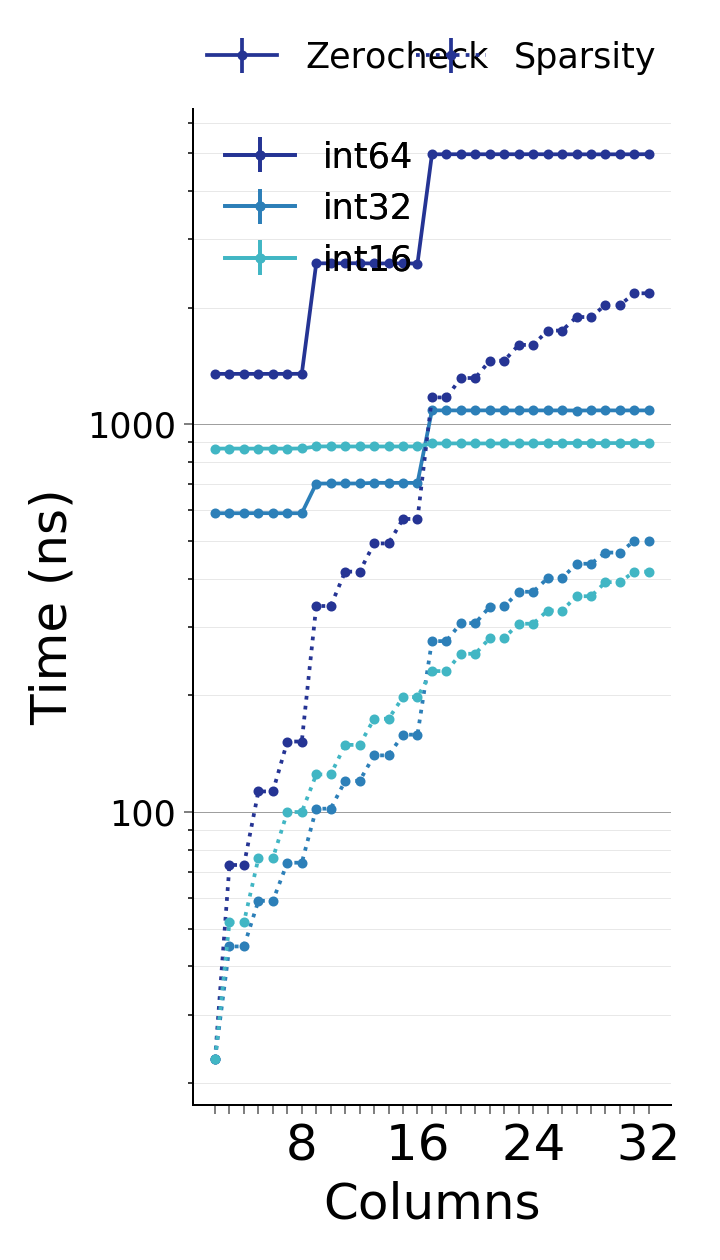 Zerocheck Sparsity
int64
int32
int16
1000
100
Time (ns)
8 16 24 32
Columns